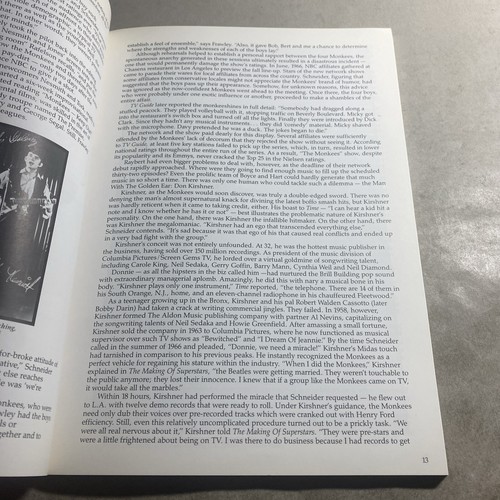 establish a feel of ensemble," says Frawley. "Also, it gave Bob, Bert and me a chance to determine
where the strengths and weaknesses of each of the boys lay."
Although rehearsals helped to establish a personal support between the four Monkees, the
spontaneous anarchy generated in these sessions ultimately resulted in a disastrous incident —
one that would permanently damage the show's ratings. In June, 1966, NBC affiliates gathered at
Chasens restaurant in Los Angeles to preview the fall line-up. Stars of the new network shows
came to parade their wares for local affiliates from across the country. Schneider, figuring that
some affiliates from conservative locales might not appreciate the Monkees' brand of humor, had
suggested that the boys pass up this particular appearance. Somehow, for unknown reasons, this advice
was ignored as the now-confident Monkees went ahead to the meeting. Once there, the four boys,
who were probably under one exotic influence or another, proceeded to make a shambles of the
entire affair.
TV Guide later reported the monkeeshines in full detail: "Somebody had dragged along a
stuffed peacock. They played volleyball with it, stopping traffic on Beverly Boulevard. Micky got
into the restaurant's switch box and turned off all the lights. Finally they were introduced by Dick
Clark. Since they hadn't any musical instruments ... they did 'comedy' material. Micky shaved
with the microphone. Davy pretended he was a duck. The jokes began to die."
The network and the show paid dearly for this display. Several affiliates were sufficiently
offended by the Monkees' lack of decorum that they rejected the show without seeing it. According
to TV Guide, at least five key stations failed to pick up the series, which, in turn, resulted in lower
national ratings throughout the entire run of the series. As a result, "The Monkees" show, despite
its popularity and its Emmys, never cracked the Top 25 in the Nielsen ratings.
Raybert had even bigger problems to deal with, however, as the deadline of their network
debut rapidly approached. Where were they going to find enough music to fill up the scheduled
thirty-two episodes? Even the prolific team of Boyce and Hart could hardly generate that much
music in so short a time. There was only one human who could tackle such a dilemma — the Man
With The Golden Ear: Don Kirshner.
Kirshner, as the Monkees would soon discover, was truly a double-edged sword. There was no
denying the man's almost supernatural knack for divining the latest boffo smash hits, but Kirshner
was hardly reticent when it came to taking credit, either. His boast to Time — "I can hear a kid hit a
note and I know whether he has it or not" — best illustrates the problematic nature of Kirshner's
personality. On the one hand, there was Kirshner the infallible hitmaker. On the other hand, there
was Kirshner the megalomaniac. "Kirshner had an ego that transcended everything else,"
Schneider contends. "It's sad because it was that ego of his that caused real conflicts and ended up
in a very bad fight with the group."
Kirshner's conceit was not entirely unfounded. At 32, he was the hottest music publisher in
the business, having sold over 150 million recordings. As president of the music division of
Columbia Pictures/Screen Gems TV, he lorded over a virtual goldmine of songwriting talent,
including Carole King, Neil Sedaka, Gerry Goffin, Barry Mann, Cynthia Weil and Neil Diamond.
Donnie — as all the hipsters in the biz called him —had nurtured the Brill Building pop sound
with extraordinary managerial aplomb. Amazingly, he did this with nary a musical bone in his
body. "Kirshner plays only one instrument," Time reported, "the telephone. There are 14 of them in
his South Orange, N.J., home, and an eleven-channel radiophone in his chauffeured Fleetwood."
As a teenager growing up in the Bronx, Kirshner and his pal Robert Walden Cassoto (later
Bobby Darin) had taken a crack at writing commercial jingles. They failed. In 1958, however,
Kirshner formed The Aldon Music publishing company with partner Al Nevins, capitalizing on
the songwriting talents of Neil Sedaka and Howie Greenfield. After amassing a small fortune,
Kirshner sold the company in 1963 to Columbia Pictures, where he now functioned as musical
supervisor over such TV shows as "Bewitched" and "I Dream Of Jeannie." By the time Schneider
called in the summer of 1966 and pleaded, "Donnie, we need a miracle!" Kirshner's Midas touch
had tarnished in comparison to his previous peaks. He instantly recognized the Monkees as a
perfect vehicle for regaining his stature within the industry. "When I did the Monkees," Kirshner
explained in The Making Of Superstars, "the Beatles were getting married. They weren't touchable to
the public anymore; they lost their innocence. I knew that if a group like the Monkees came on TV,
it would take all the marbles."
Within 18 hours, Kirshner had performed the miracle that Schneider requested — he flew out
to L.A. with twelve demo records that were ready to roll. Under Kirshner's guidance, the Monkees
need only dub their voices over pre-recorded tracks which were cranked out with Henry Ford
efficiency. Still, even this relatively uncomplicated procedure turned out to be a prickly task. "We
were all real nervous about it," Kirshner told The Making Of Superstars. "They were pre-stars and
were a little frightened about being on TV. I was there to do business because I had records to get
13